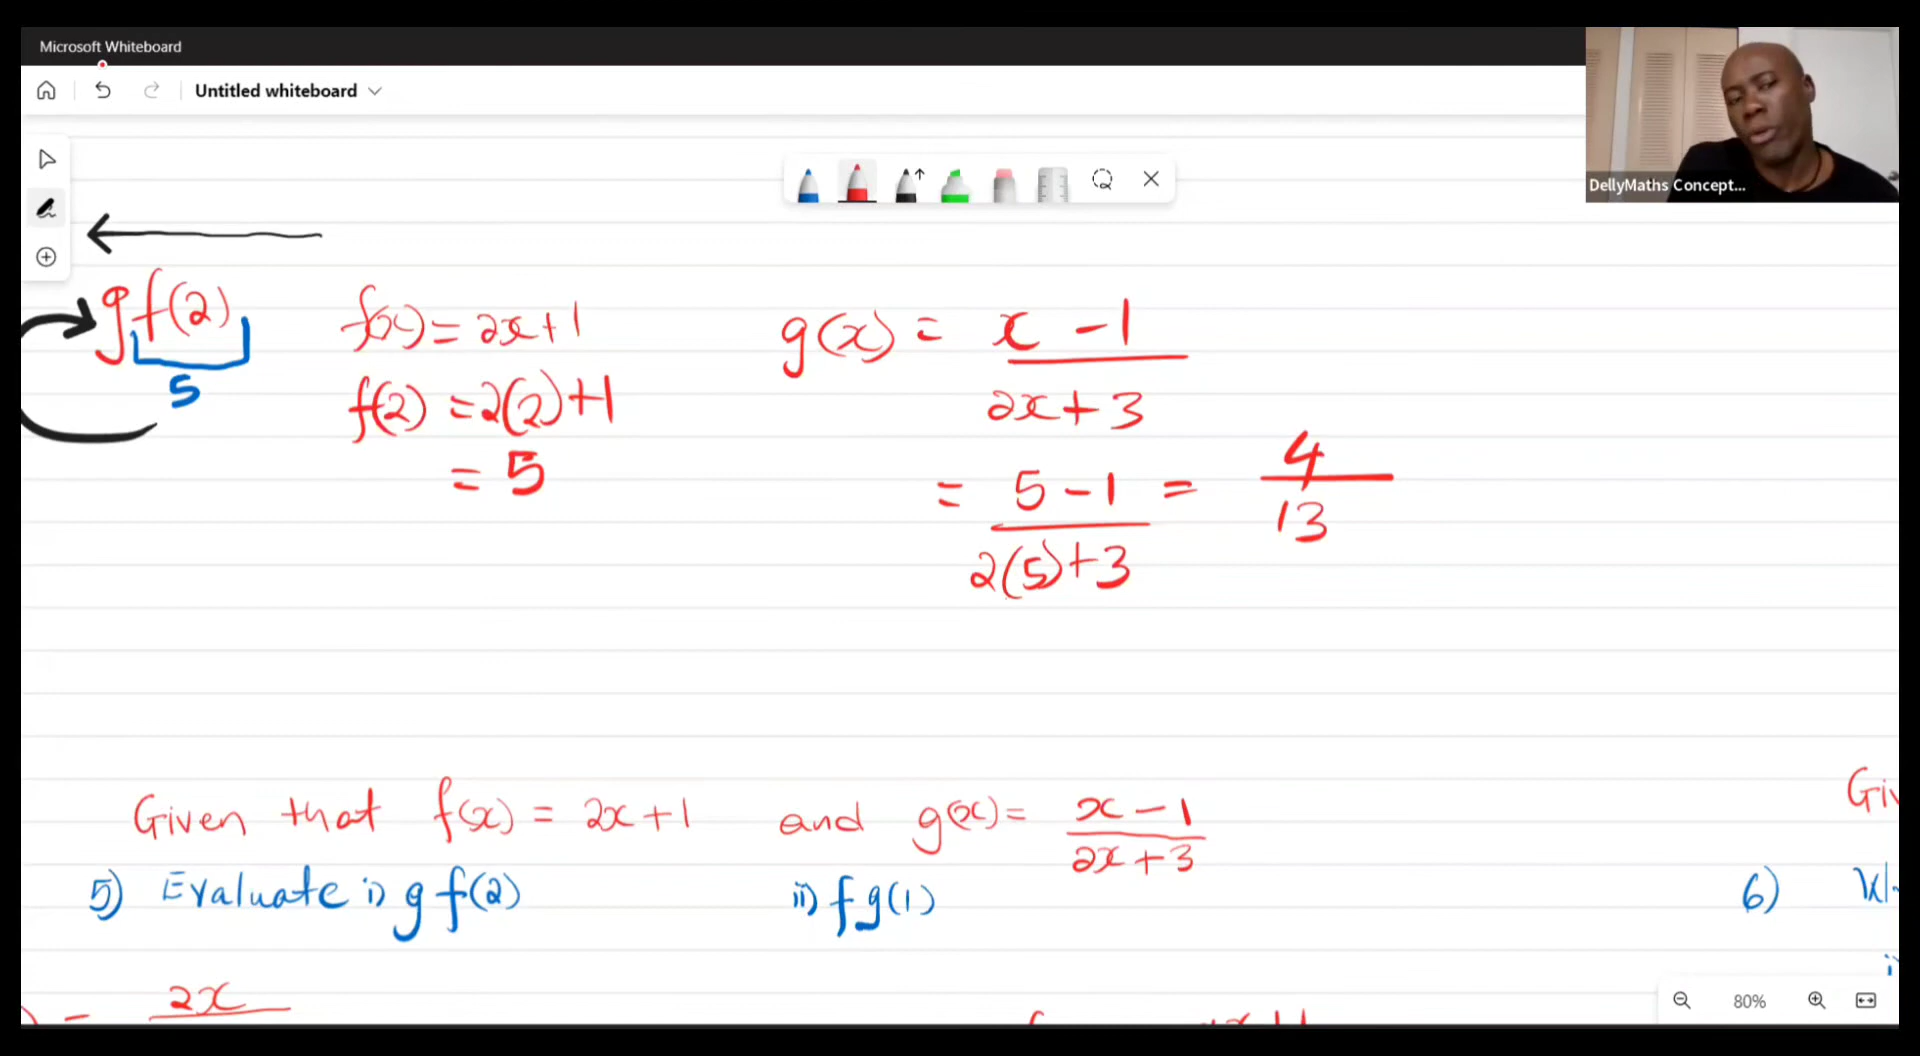 Microsoft Whiteboard
Untitled whiteboard
DellyMaths Concept...
gf(2)
5
f(x) = 2x+1
f(2) = 2(2)+1
= 5
g(x) = x - 1
2x+3
= 5 - 1 = 4
2(5)+3 13
Given that f(x) = 2x+1 and g(x) = x - 1
2x+3
5) Evaluate i) gf(2) ii) fg(1)
6)
2x
80%